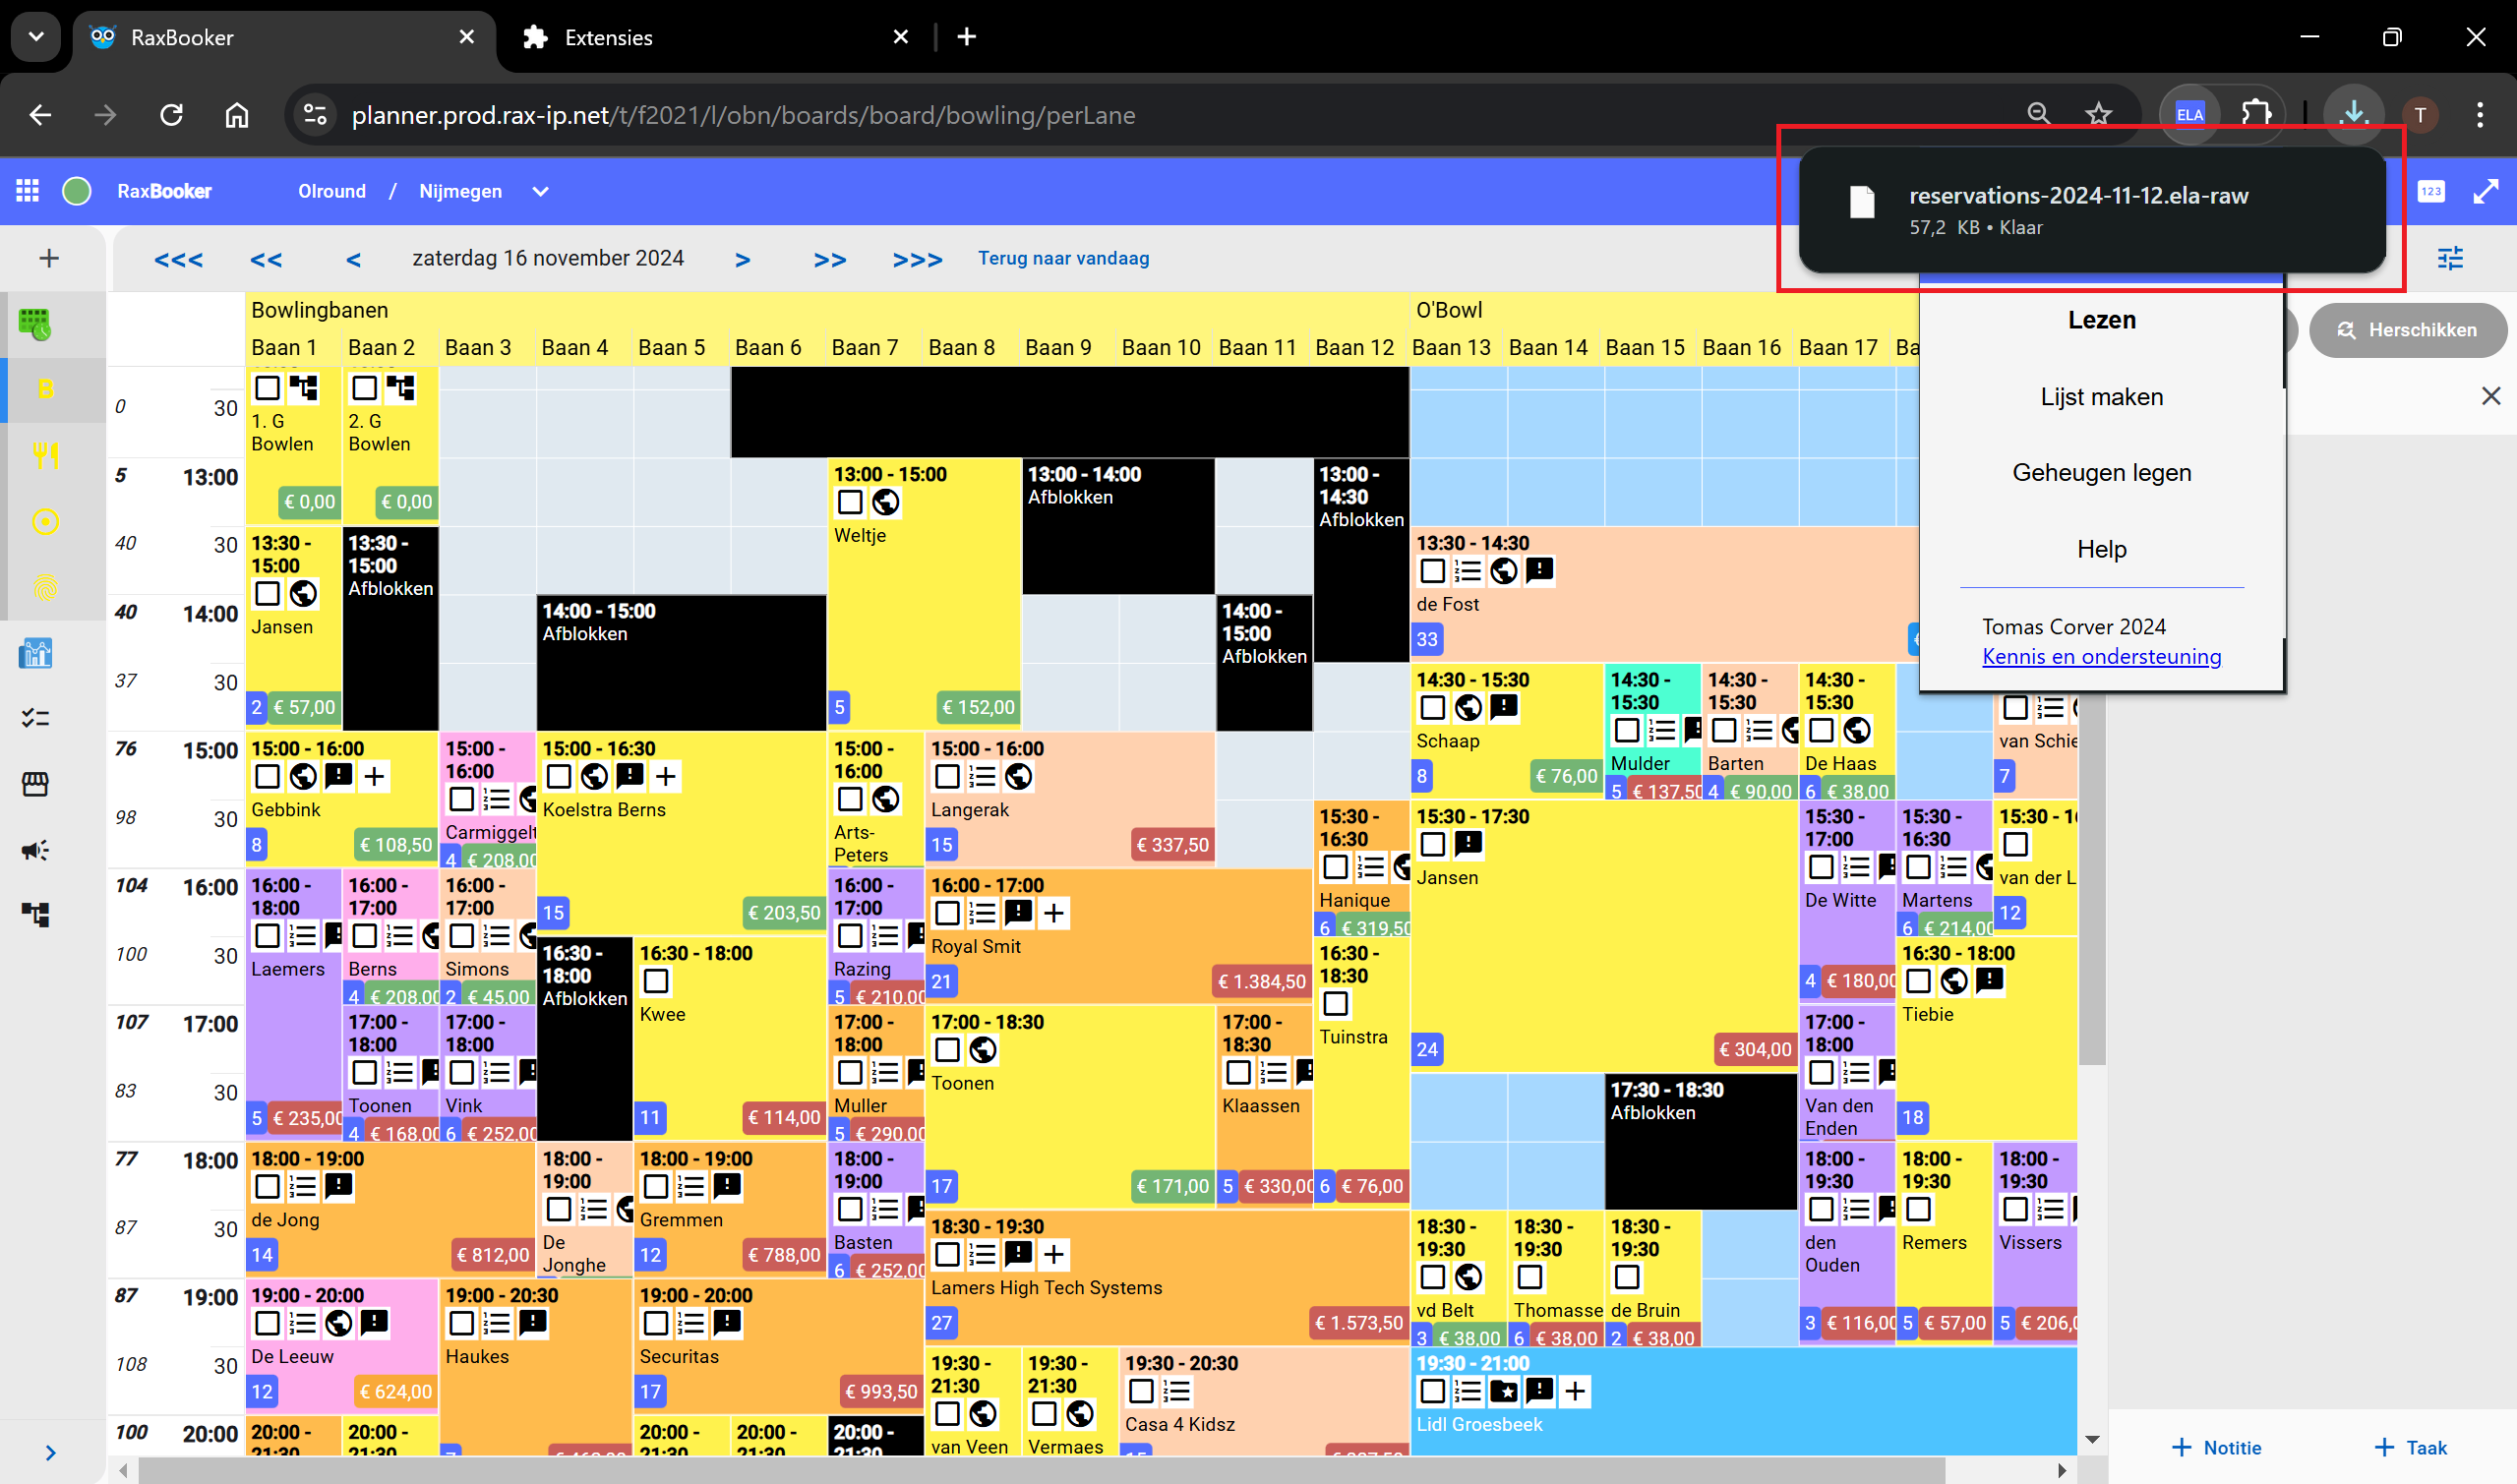 RaxBooker
Extensies
planner.prod.rax-ip.net/t/f2021/l/obn/boards/board/bowling/perLane
ELA
T
RaxBooker
Olround / Nijmegen
reservations-2024-11-12.ela-raw
57,2 KB • Klaar
123
<<< << < zaterdag 16 november 2024 > >> >>> Terug naar vandaag
Lezen
Lijst maken
Geheugen legen
Help
Tomas Corver 2024
Kennis en ondersteuning
Herschikken
Bowlingbanen
O'Bowl
Baan 1 Baan 2 Baan 3 Baan 4 Baan 5 Baan 6 Baan 7 Baan 8 Baan 9 Baan 10 Baan 11 Baan 12 Baan 13 Baan 14 Baan 15 Baan 16 Baan 17
B
0 30
5 13:00
40 30
40 14:00
37 30
76 15:00
98 30
104 16:00
100 30
107 17:00
83 30
77 18:00
87 30
87 19:00
108 30
100 20:00
1. G
Bowlen
€ 0,00
2. G
Bowlen
€ 0,00
13:00 - 15:00
Weltje
5 € 152,00
13:00 - 14:00
Afblokken
13:00 -
14:30
Afblokken
13:30 -
15:00
Jansen
2 € 57,00
13:30 -
15:00
Afblokken
13:30 - 14:30
de Fost
33
14:00 - 15:00
Afblokken
14:00 -
15:00
Afblokken
14:30 - 15:30
Schaap
8 € 76,00
14:30 -
15:30
Mulder
5 € 137,50
14:30 -
15:30
Barten
4 € 90,00
14:30 -
15:30
De Haas
6 € 38,00
van Schie
7
15:00 - 16:00
Gebbink
8 € 108,50
15:00 -
16:00
Carmiggelt
4 € 208,00
15:00 - 16:30
Koelstra Berns
15 € 203,50
15:00 -
16:00
Arts-
Peters
15:00 - 16:00
Langerak
15 € 337,50
15:30 -
16:30
Hanique
6 € 319,50
15:30 - 17:30
Jansen
24 € 304,00
15:30 -
17:00
De Witte
4 € 180,00
15:30 -
16:30
Martens
6 € 214,00
15:30 - 1
van der L
12
16:00 -
18:00
Laemers
5 € 235,00
16:00 -
17:00
Berns
4 € 208,00
16:00 -
17:00
Simons
2 € 45,00
16:00 -
17:00
Razing
5 € 210,00
16:00 - 17:00
Royal Smit
21 € 1.384,50
16:30 -
18:00
Afblokken
16:30 - 18:00
Kwee
11 € 114,00
16:30 -
18:30
Tuinstra
6 € 76,00
16:30 - 18:00
Tiebie
18
17:00 -
18:00
Toonen
4 € 168,00
17:00 -
18:00
Vink
6 € 252,00
17:00 -
18:00
Muller
5 € 290,00
17:00 - 18:30
Toonen
17 € 171,00
17:00 -
18:30
Klaassen
5 € 330,00
17:00 -
18:00
Van den
Enden
17:30 - 18:30
Afblokken
18:00 - 19:00
de Jong
14 € 812,00
18:00 -
19:00
De
Jonghe
18:00 - 19:00
Gremmen
12 € 788,00
18:00 -
19:00
Basten
6 € 252,00
18:00 -
19:30
den
Ouden
3 € 116,00
18:00 -
19:30
Remers
5 € 57,00
18:00 -
19:30
Vissers
5 € 206,
18:30 - 19:30
Lamers High Tech Systems
27 € 1.573,50
18:30 -
19:30
vd Belt
3 € 38,00
18:30 -
19:30
Thomasse
6 € 38,00
18:30 -
19:30
de Bruin
2 € 38,00
19:00 - 20:00
De Leeuw
12 € 624,00
19:00 - 20:30
Haukes
19:00 - 20:00
Securitas
17 € 993,50
19:30 -
21:30
van Veen
19:30 -
21:30
Vermaes
19:30 - 20:30
Casa 4 Kidsz
19:30 - 21:00
Lidl Groesbeek
20:00 -
21:30
20:00 -
21:30
20:00 -
21:30
20:00 -
21:30
20:00 -
21:30
+ Notitie
+ Taak